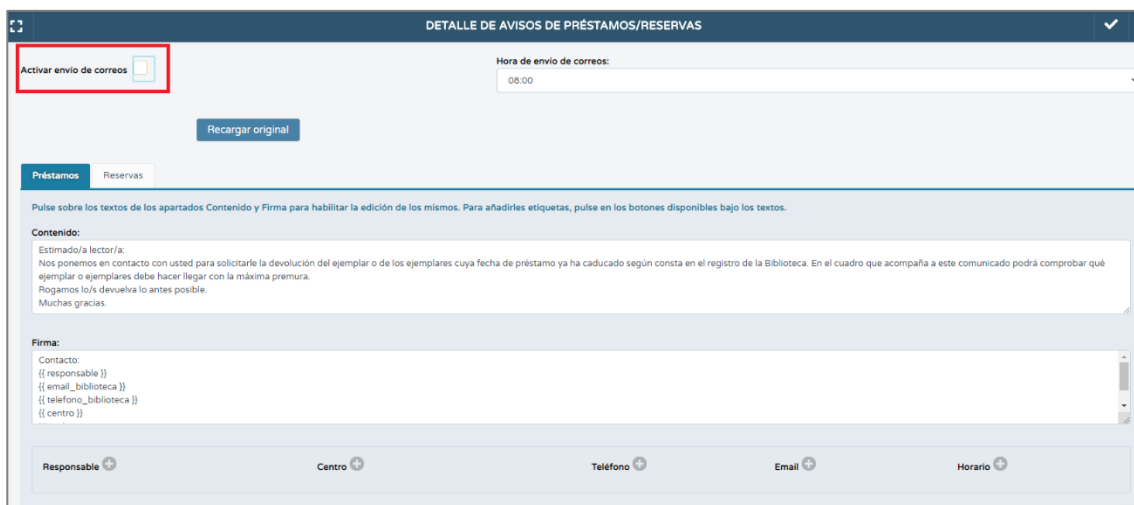 DETALLE DE AVISOS DE PRÉSTAMOS/RESERVAS
Activar envío de correos
Hora de envío de correos:
08:00
Recargar original
Préstamos
Reservas
Pulse sobre los textos de los apartados Contenido y Firma para habilitar la edición de los mismos. Para añadirles etiquetas, pulse en los botones disponibles bajo los textos.
Contenido:
Estimado/a lector/a:
Nos ponemos en contacto con usted para solicitarle la devolución del ejemplar o de los ejemplares cuya fecha de préstamo ya ha caducado según consta en el registro de la Biblioteca. En el cuadro que acompaña a este comunicado podrá comprobar qué
ejemplar o ejemplares debe hacer llegar con la máxima premura.
Rogamos lo/s devuelva lo antes posible.
Muchas gracias.
Firma:
Contacto:
{{ responsable }}
{{ email_biblioteca }}
{{ telefono_biblioteca }}
{{ centro }}
Responsable
Centro
Teléfono
Email
Horario